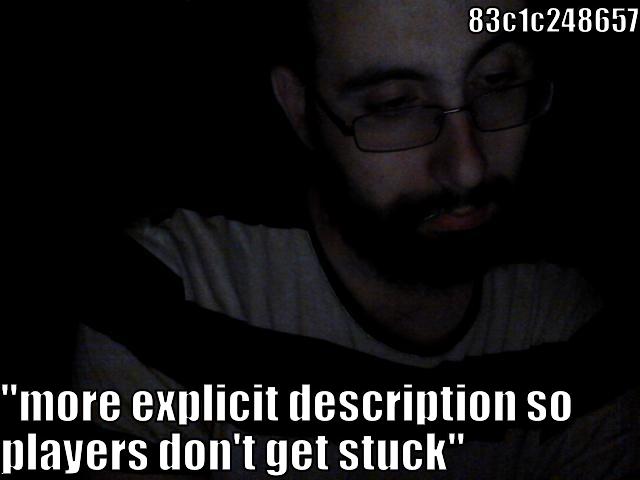 83c1c248657
"more explicit description so
players don't get stuck"